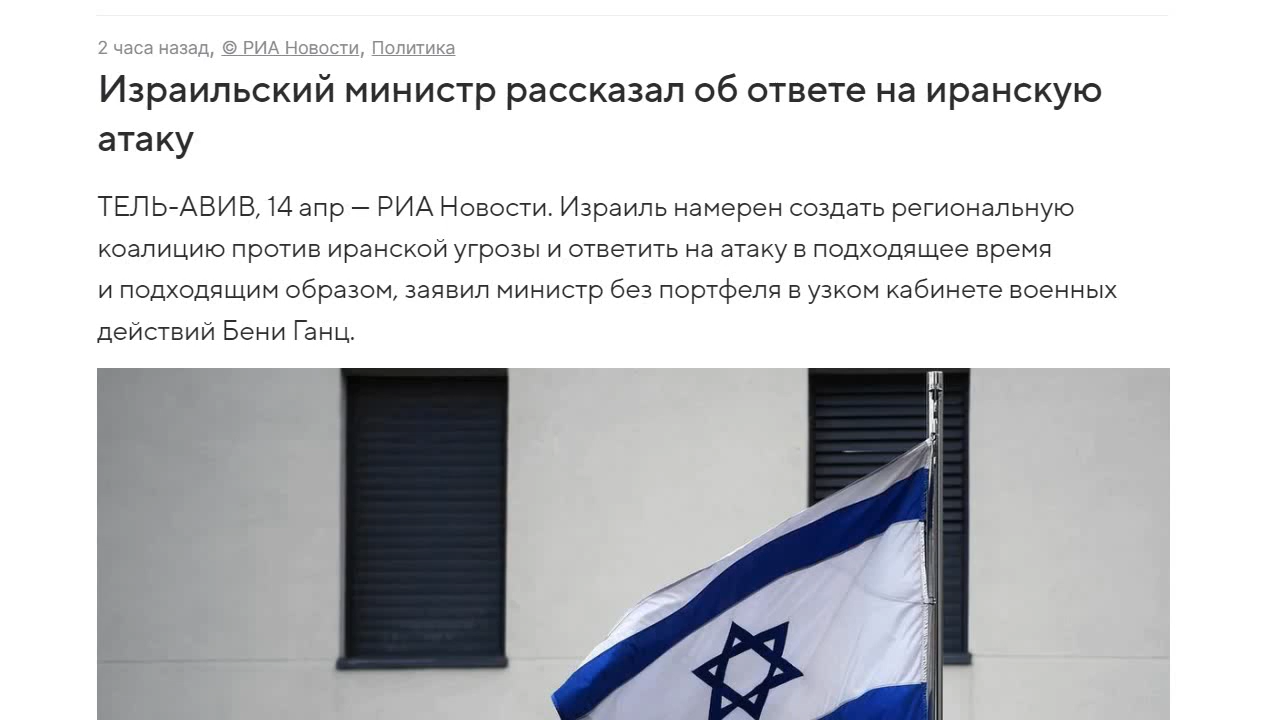 2 часа назад, © РИА Новости, Политика
Израильский министр рассказал об ответе на иранскую
атаку
ТЕЛЬ-АВИВ, 14 апр — РИА Новости. Израиль намерен создать региональную
коалицию против иранской угрозы и ответить на атаку в подходящее время
и подходящим образом, заявил министр без портфеля в узком кабинете военных
действий Бени Ганц.